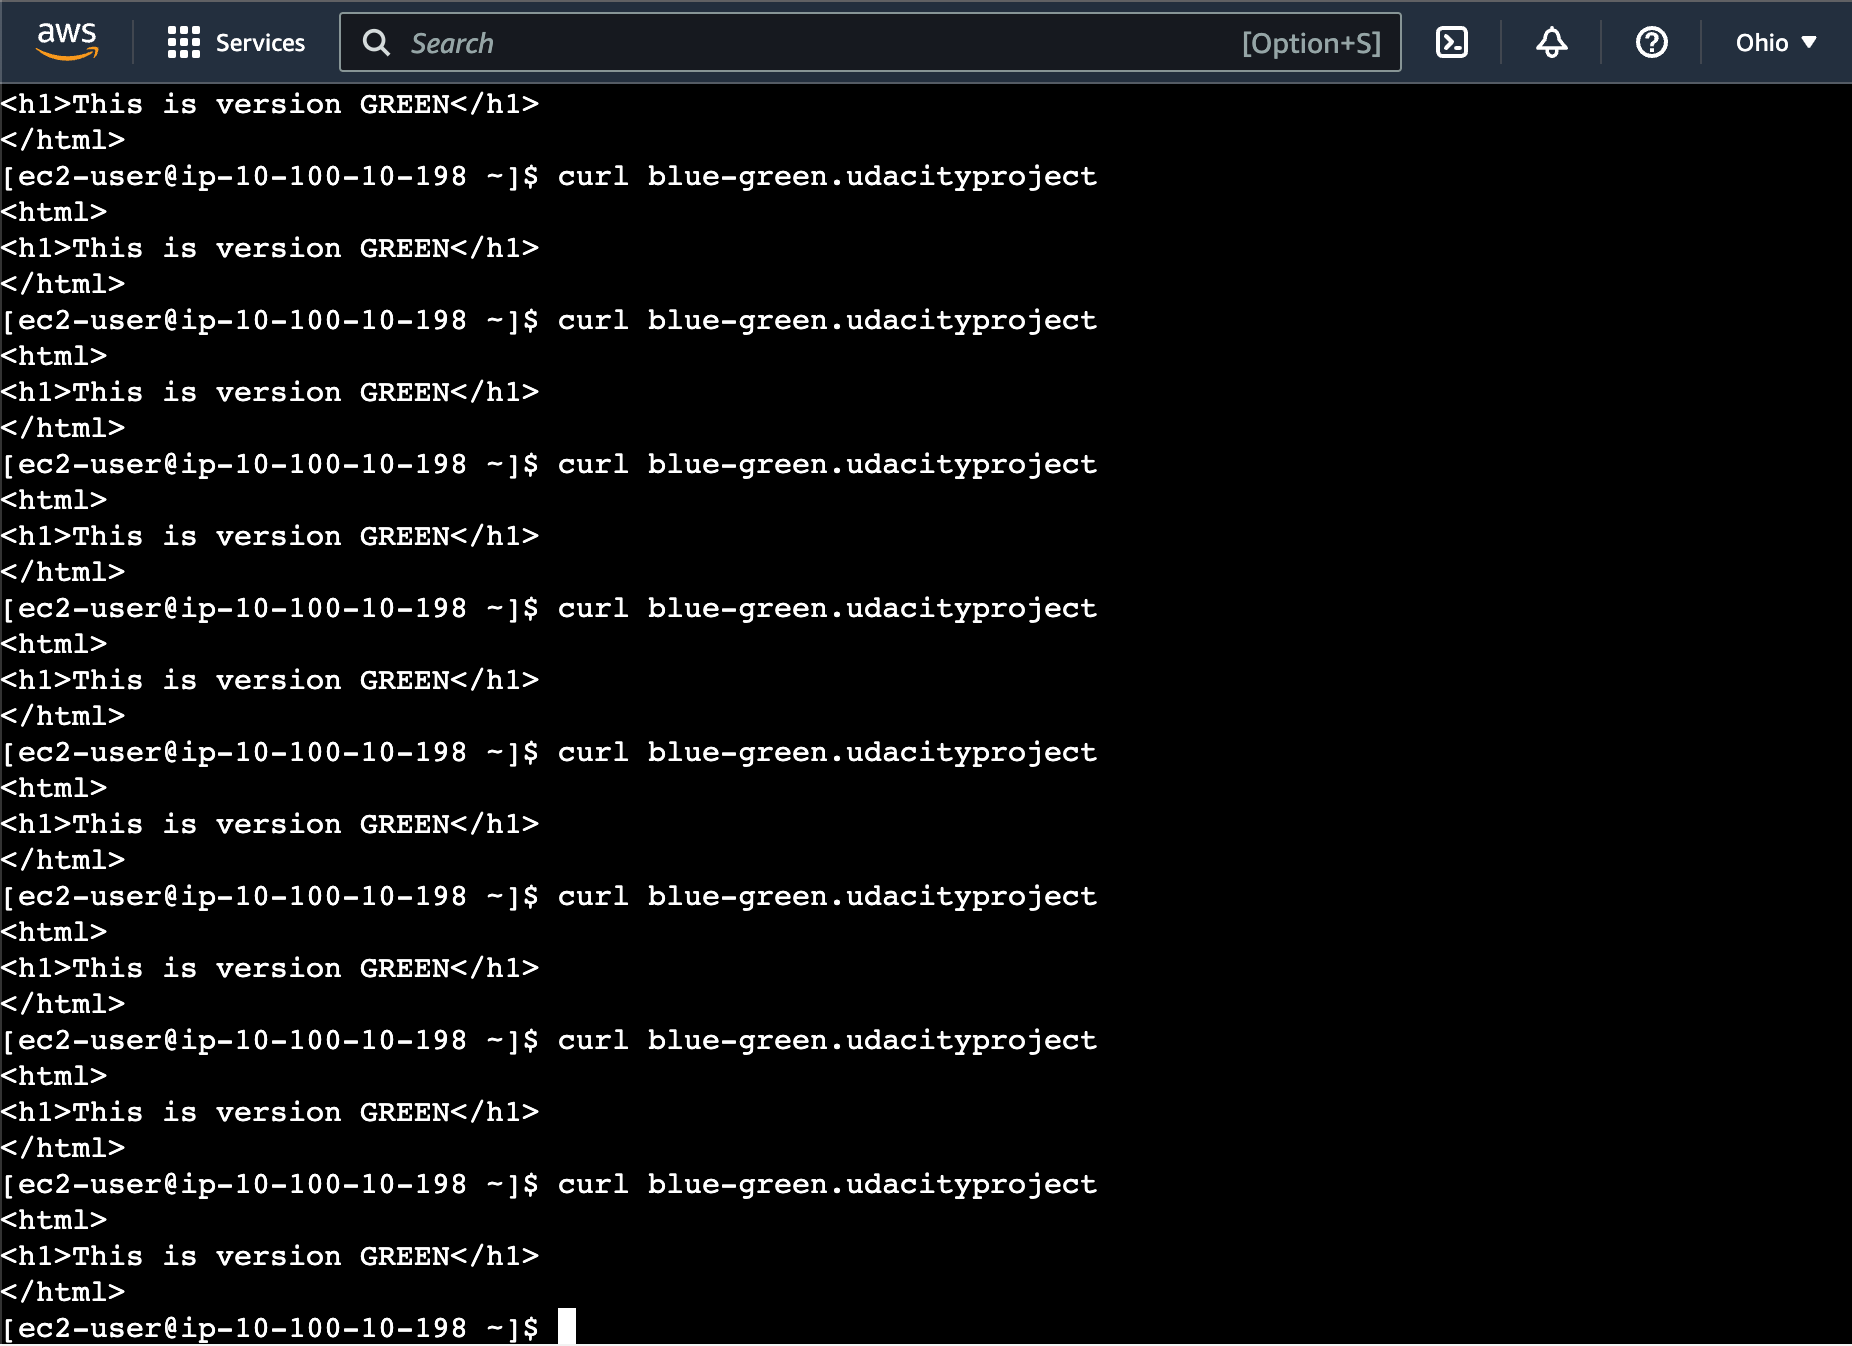 aws Services Search [Option+S] Ohio
<h1>This is version GREEN</h1>
</html>
[ec2-user@ip-10-100-10-198 ~]$ curl blue-green.udacityproject
<html>
<h1>This is version GREEN</h1>
</html>
[ec2-user@ip-10-100-10-198 ~]$ curl blue-green.udacityproject
<html>
<h1>This is version GREEN</h1>
</html>
[ec2-user@ip-10-100-10-198 ~]$ curl blue-green.udacityproject
<html>
<h1>This is version GREEN</h1>
</html>
[ec2-user@ip-10-100-10-198 ~]$ curl blue-green.udacityproject
<html>
<h1>This is version GREEN</h1>
</html>
[ec2-user@ip-10-100-10-198 ~]$ curl blue-green.udacityproject
<html>
<h1>This is version GREEN</h1>
</html>
[ec2-user@ip-10-100-10-198 ~]$ curl blue-green.udacityproject
<html>
<h1>This is version GREEN</h1>
</html>
[ec2-user@ip-10-100-10-198 ~]$ curl blue-green.udacityproject
<html>
<h1>This is version GREEN</h1>
</html>
[ec2-user@ip-10-100-10-198 ~]$ curl blue-green.udacityproject
<html>
<h1>This is version GREEN</h1>
</html>
[ec2-user@ip-10-100-10-198 ~]$